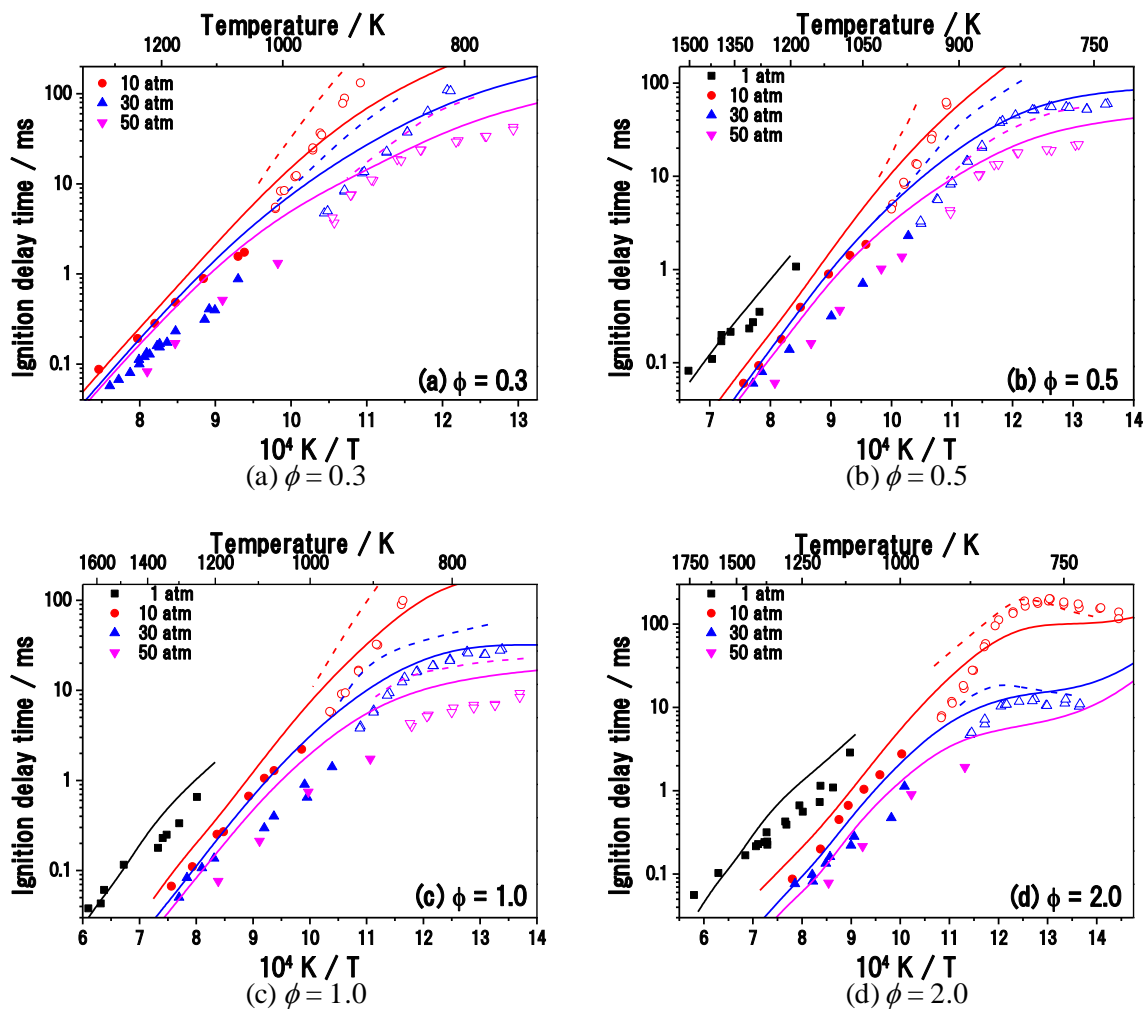 Temperature / K
1200 1000 800
10 atm
30 atm
50 atm
Ignition delay time / ms
100
10
1
0.1
(a) ϕ = 0.3
8 9 10 11 12 13
10⁴ K / T
(a) ϕ = 0.3
Temperature / K
1500 1350 1200 1050 900 750
1 atm
10 atm
30 atm
50 atm
Ignition delay time / ms
100
10
1
0.1
(b) ϕ = 0.5
7 8 9 10 11 12 13 14
10⁴ K / T
(b) ϕ = 0.5
Temperature / K
1600 1400 1200 1000 800
1 atm
10 atm
30 atm
50 atm
Ignition delay time / ms
100
10
1
0.1
(c) ϕ = 1.0
6 7 8 9 10 11 12 13 14
10⁴ K / T
(c) ϕ = 1.0
Temperature / K
1750 1500 1250 1000 750
1 atm
10 atm
30 atm
50 atm
Ignition delay time / ms
100
10
1
0.1
(d) ϕ = 2.0
6 7 8 9 10 11 12 13 14
10⁴ K / T
(d) ϕ = 2.0